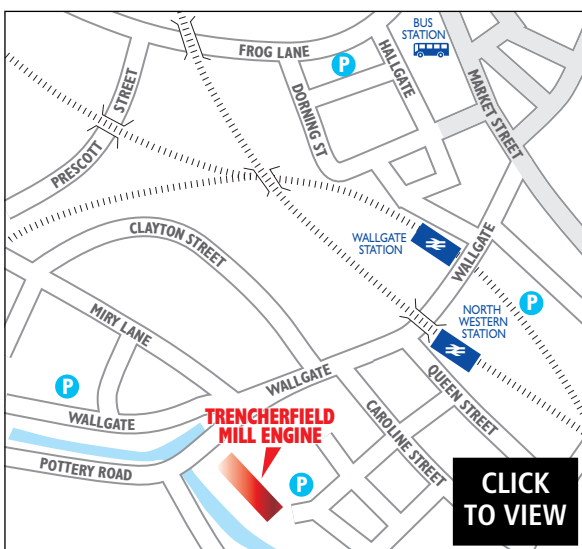 BUS
STATION
FROG LANE
P
HALLGATE
MARKET STREET
DORNING ST
PRESCOTT
STREET
CLAYTON STREET
WALLGATE
STATION
WALLGATE
P
NORTH
WESTERN
STATION
MIRY LANE
P
WALLGATE
WALLGATE
QUEEN STREET
CAROLINE STREET
TRENCHERFIELD
MILL ENGINE
POTTERY ROAD
P
CLICK
TO VIEW